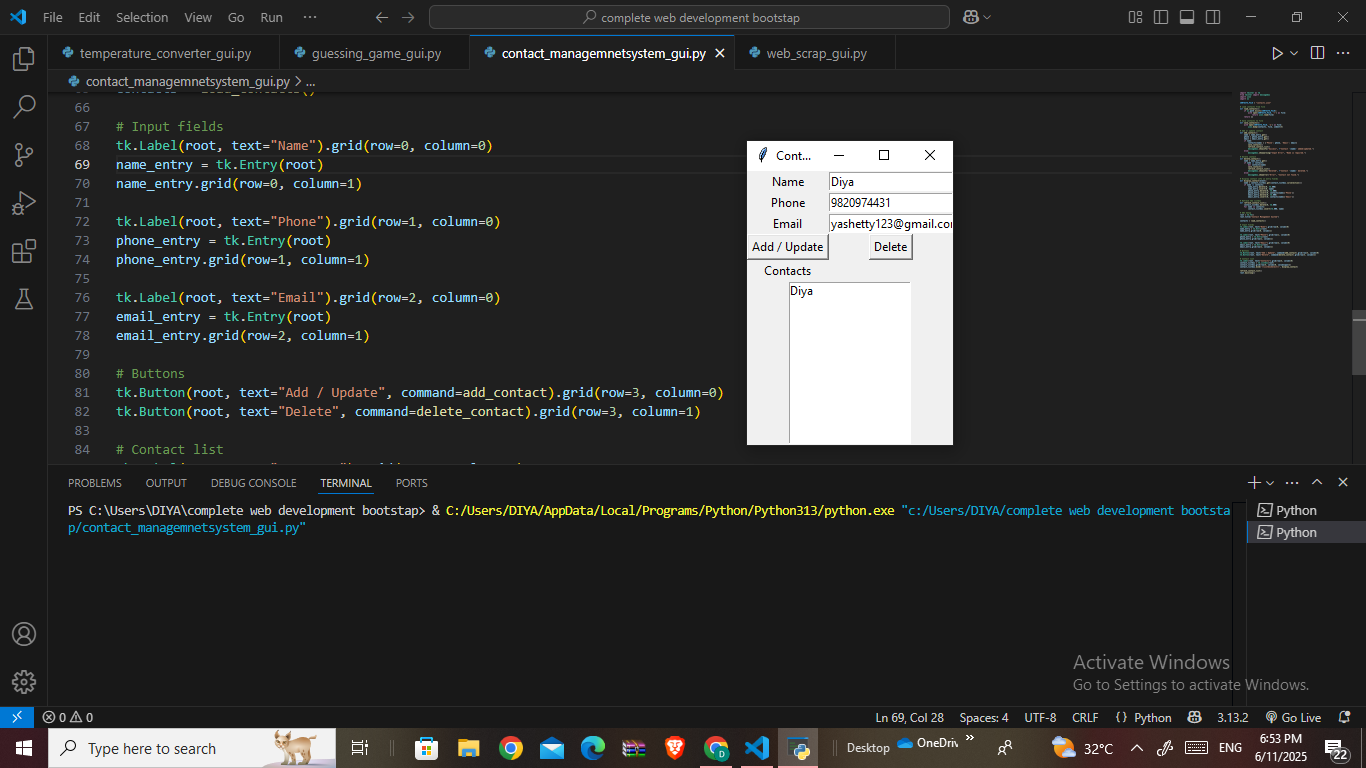 File Edit Selection View Go Run ··· complete web development bootstap
temperature_converter_gui.py guessing_game_gui.py contact_managemnetsystem_gui.py web_scrap_gui.py
contact_managemnetsystem_gui.py > ...
66
67 # Input fields
68 tk.Label(root, text="Name").grid(row=0, column=0)
69 name_entry = tk.Entry(root)
70 name_entry.grid(row=0, column=1)
71
72 tk.Label(root, text="Phone").grid(row=1, column=0)
73 phone_entry = tk.Entry(root)
74 phone_entry.grid(row=1, column=1)
75
76 tk.Label(root, text="Email").grid(row=2, column=0)
77 email_entry = tk.Entry(root)
78 email_entry.grid(row=2, column=1)
79
80 # Buttons
81 tk.Button(root, text="Add / Update", command=add_contact).grid(row=3, column=0)
82 tk.Button(root, text="Delete", command=delete_contact).grid(row=3, column=1)
83
84 # Contact list
Cont...
Name Diya
Phone 9820974431
Email yashetty123@gmail.co
Add / Update Delete
Contacts
Diya
PROBLEMS OUTPUT DEBUG CONSOLE TERMINAL PORTS
PS C:\Users\DIYA\complete web development bootstap> & C:/Users/DIYA/AppData/Local/Programs/Python/Python313/python.exe "c:/Users/DIYA/complete web development bootsta
p/contact_managemnetsystem_gui.py"
Python
Python
Activate Windows
Go to Settings to activate Windows.
0 0 Ln 69, Col 28 Spaces: 4 UTF-8 CRLF {} Python 3.13.2 Go Live
Type here to search Desktop OneDriv 32°C ENG 6:53 PM
6/11/2025 22